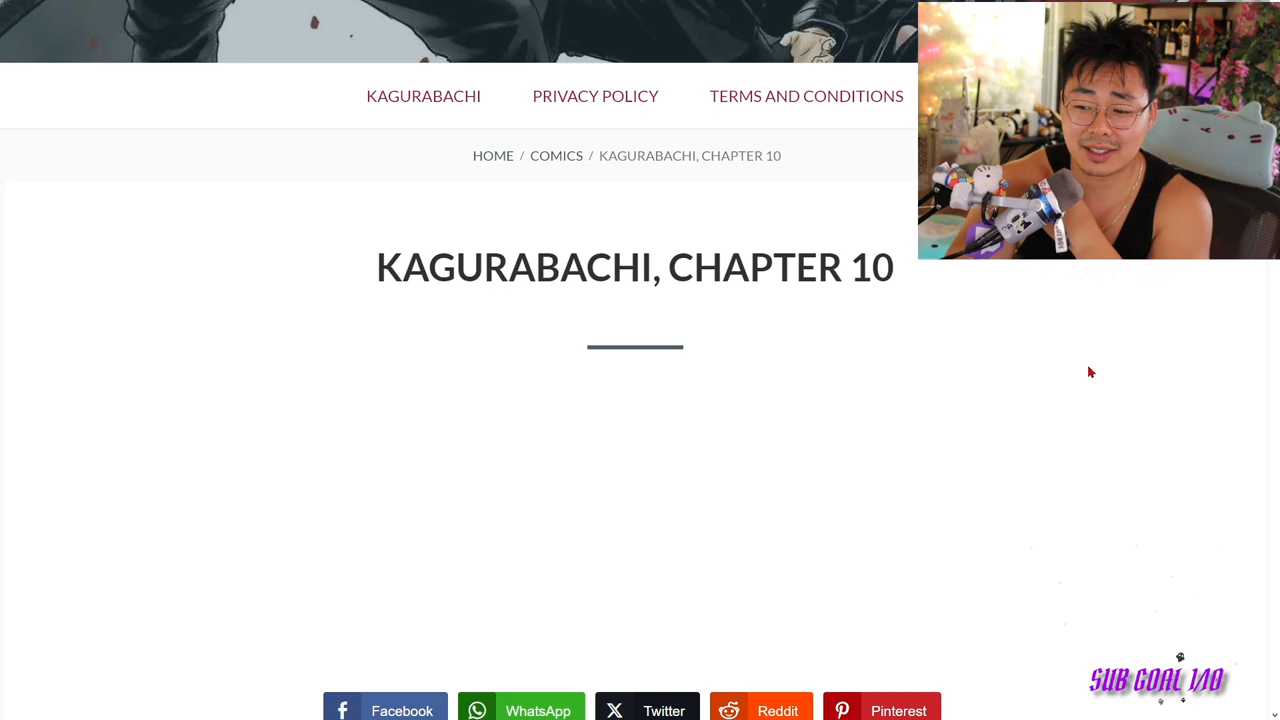 KAGURABACHI
PRIVACY POLICY
TERMS AND CONDITIONS
HOME / COMICS / KAGURABACHI, CHAPTER 10
KAGURABACHI, CHAPTER 10
SUB GOAL 1/10
Facebook
WhatsApp
Twitter
Reddit
Pinterest